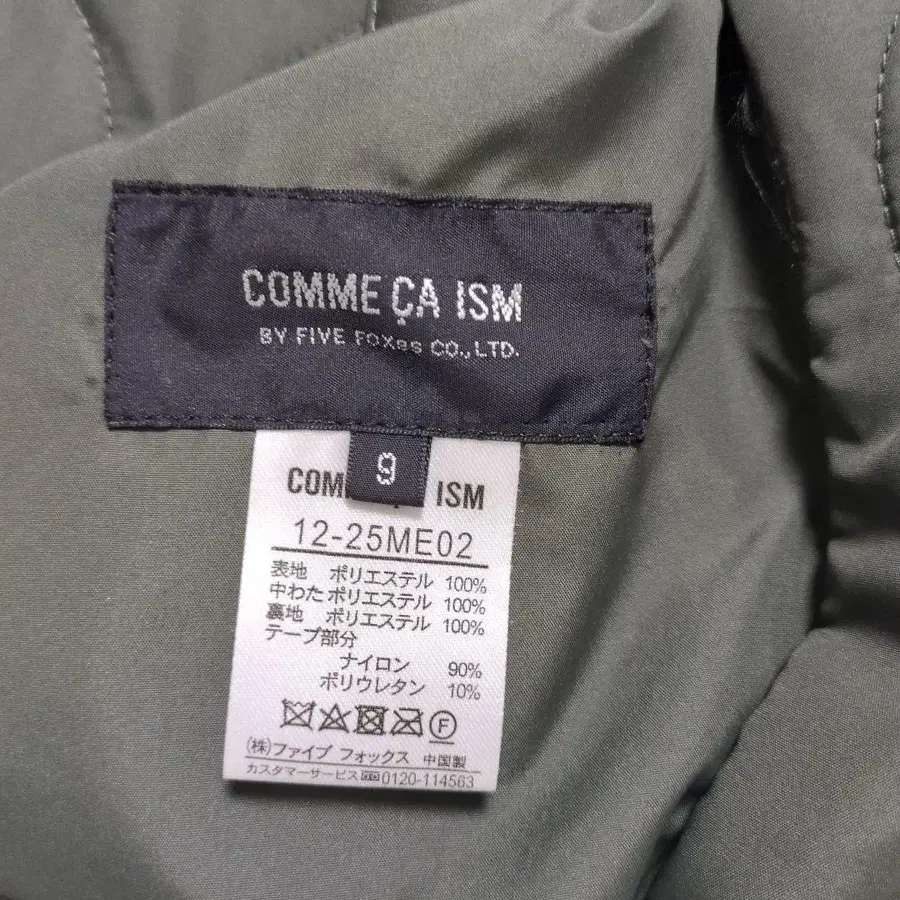 COMME ÇA ISM
BY FIVE FOXes CO.,LTD.
9
COM ISM
12-25ME02
表地 ポリエステル 100%
中わた ポリエステル 100%
裏地 ポリエステル 100%
テープ部分
ナイロン 90%
ポリウレタン 10%
F
(株)ファイブ フォックス 中国製
カスタマーサービス 0120-114563